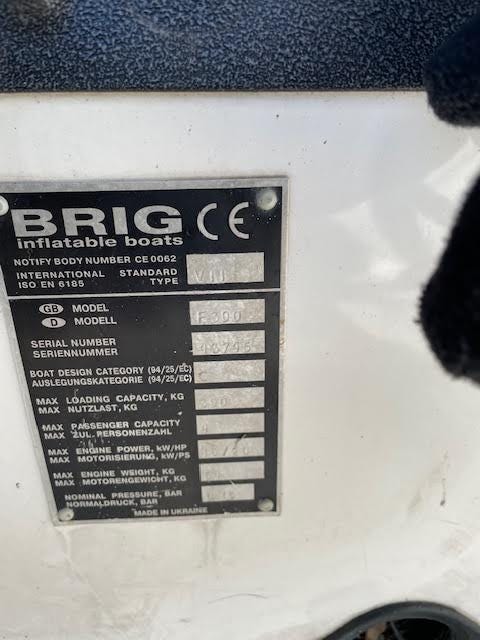 BRIG CE
inflatable boats
NOTIFY BODY NUMBER CE 0062
INTERNATIONAL STANDARD
ISO EN 6185 TYPE
GB MODEL
D MODELL
SERIAL NUMBER
SERIENNUMMER
BOAT DESIGN CATEGORY (94/25/EC)
AUSLEGUNGSKATEGORIE (94/25/EC)
MAX LOADING CAPACITY, KG
MAX NUTZLAST, KG
MAX PASSENGER CAPACITY
MAX ZUL. PERSONENZAHL
MAX ENGINE POWER, kW/HP
MAX MOTORISIERUNG, kW/PS
MAX ENGINE WEIGHT, KG
MAX MOTORENGEWICHT, KG
NOMINAL PRESSURE, BAR
NORMALDRUCK, BAR
MADE IN UKRAINE